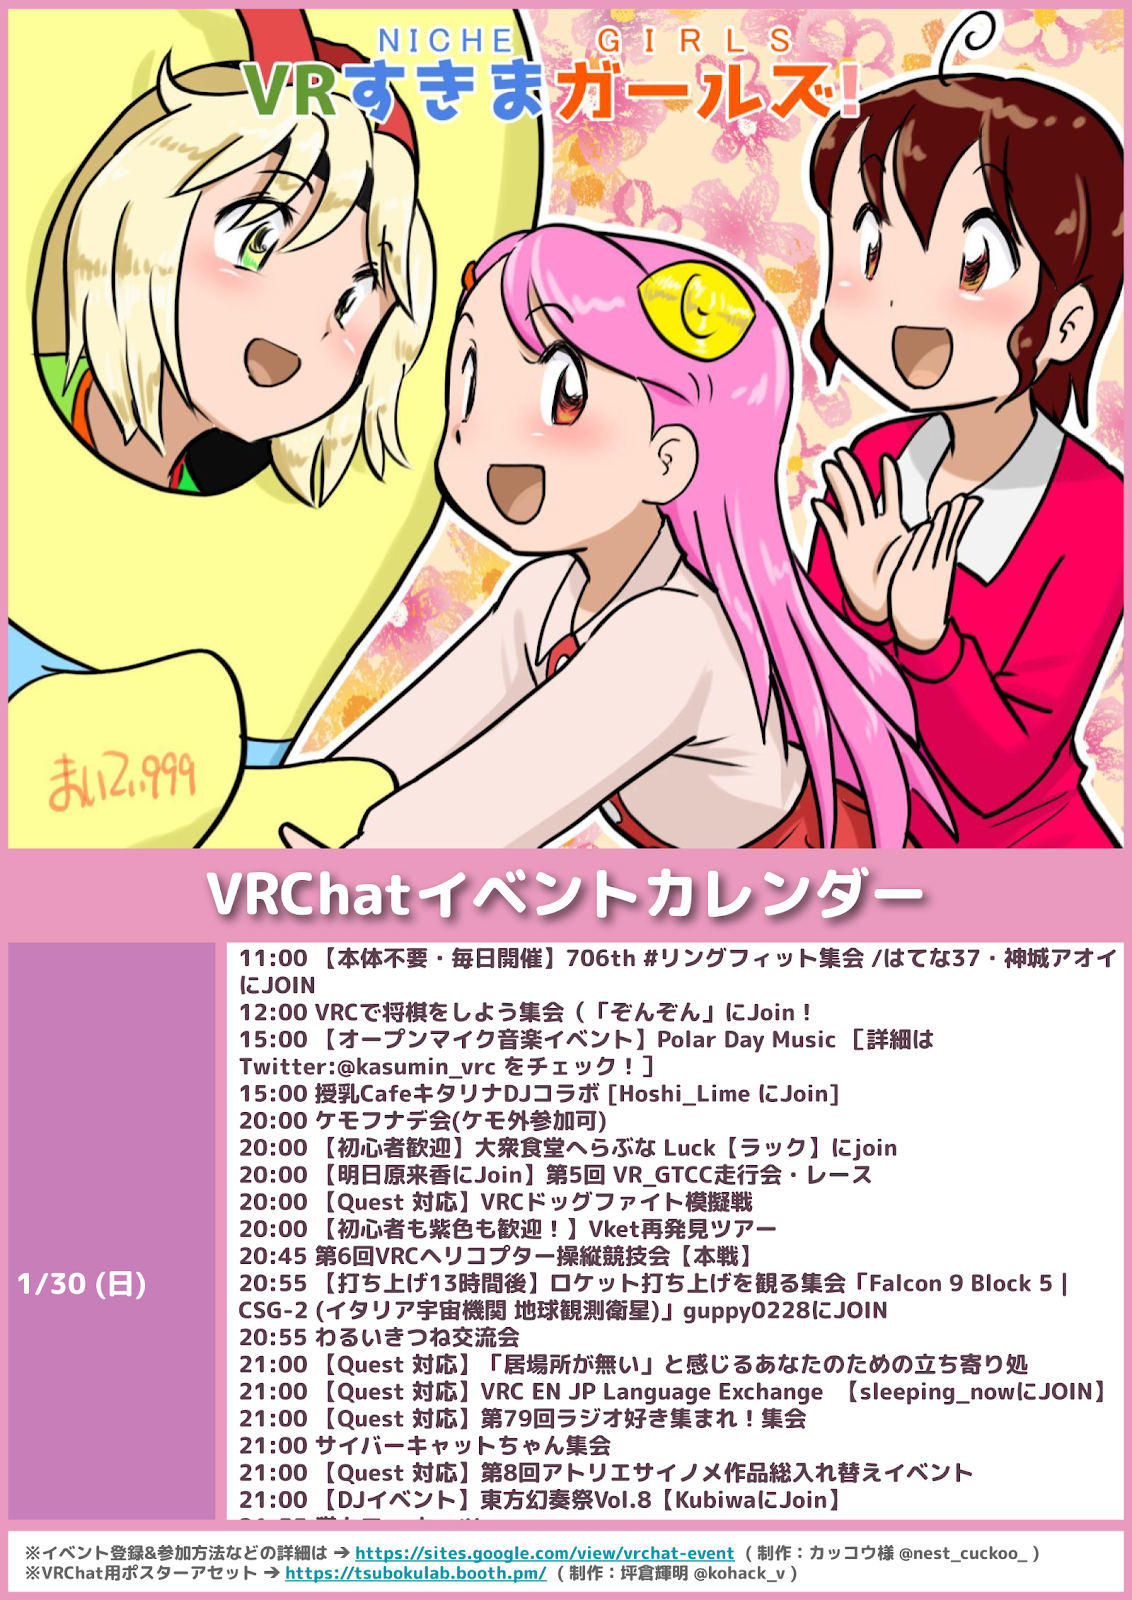 NICHE GIRLS
VRすきまガールズ!
まいてい999
VRChatイベントカレンダー
1/30 (日)
11:00 【本体不要・毎日開催】706th #リングフィット集会 /はてな37・神城アオイ
にJOIN
12:00 VRCで将棋をしよう集会（「ぞんぞん」にJoin！
15:00 【オープンマイク音楽イベント】Polar Day Music ［詳細は
Twitter:@kasumin_vrc をチェック！］
15:00 授乳CafeキタリナDJコラボ [Hoshi_Lime にJoin]
20:00 ケモフナデ会(ケモ外参加可)
20:00 【初心者歓迎】大衆食堂へらぶな Luck【ラック】にjoin
20:00 【明日原来香にJoin】第5回 VR_GTCC走行会・レース
20:00 【Quest 対応】VRCドッグファイト模擬戦
20:00 【初心者も紫色も歓迎！】Vket再発見ツアー
20:45 第6回VRCヘリコプター操縦競技会【本戦】
20:55 【打ち上げ13時間後】ロケット打ち上げを観る集会「Falcon 9 Block 5 |
CSG-2 (イタリア宇宙機関 地球観測衛星)」guppy0228にJOIN
20:55 わるいきつね交流会
21:00 【Quest 対応】「居場所が無い」と感じるあなたのための立ち寄り処
21:00 【Quest 対応】VRC EN JP Language Exchange 【sleeping_nowにJOIN】
21:00 【Quest 対応】第79回ラジオ好き集まれ！集会
21:00 サイバーキャットちゃん集会
21:00 【Quest 対応】第8回アトリエサイノメ作品総入れ替えイベント
21:00 【DJイベント】東方幻奏祭Vol.8【KubiwaにJoin】
※イベント登録&参加方法などの詳細は ➔ https://sites.google.com/view/vrchat-event ( 制作：カッコウ様 @nest_cuckoo_ )
※VRChat用ポスターアセット ➔ https://tsubokulab.booth.pm/ ( 制作：坪倉輝明 @kohack_v )